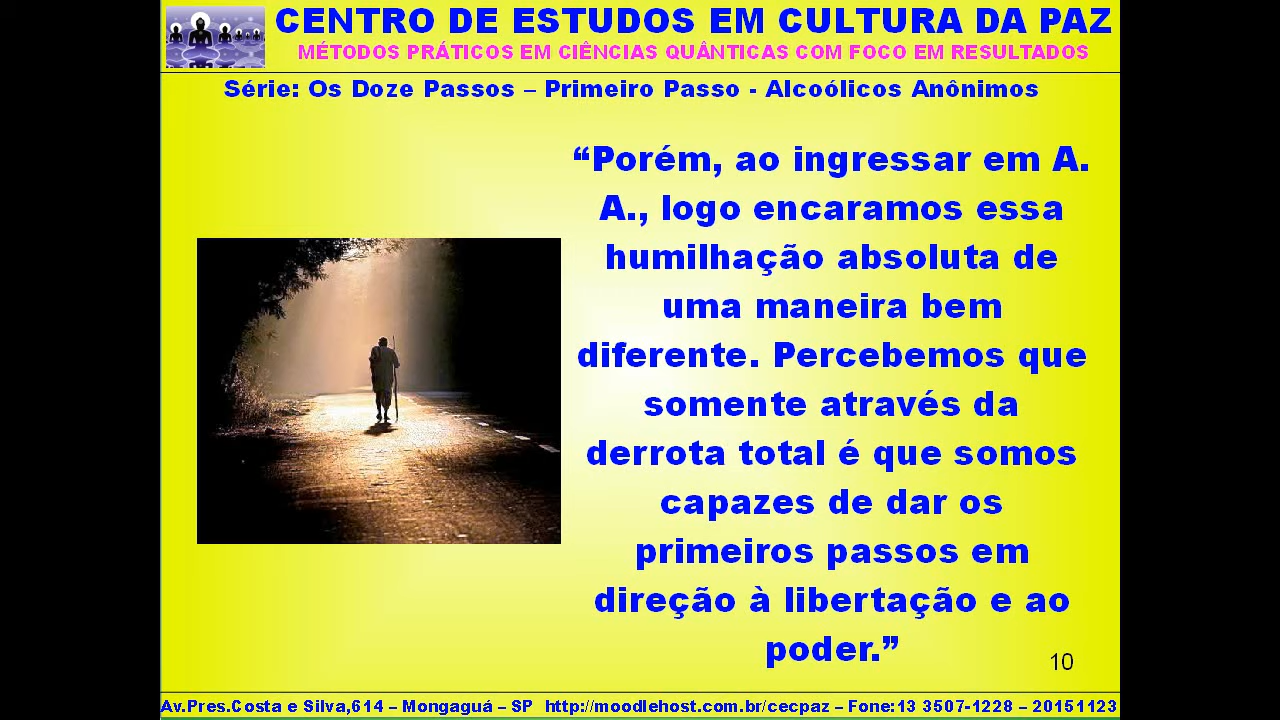 CENTRO DE ESTUDOS EM CULTURA DA PAZ
MÉTODOS PRÁTICOS EM CIÊNCIAS QUÂNTICAS COM FOCO EM RESULTADOS
Série: Os Doze Passos – Primeiro Passo - Alcoólicos Anônimos
“Porém, ao ingressar em A.
A., logo encaramos essa
humilhação absoluta de
uma maneira bem
diferente. Percebemos que
somente através da
derrota total é que somos
capazes de dar os
primeiros passos em
direção à libertação e ao
poder.”
10
Av.Pres.Costa e Silva,614 – Mongaguá – SP http://moodlehost.com.br/cecpaz – Fone:13 3507-1228 – 20151123